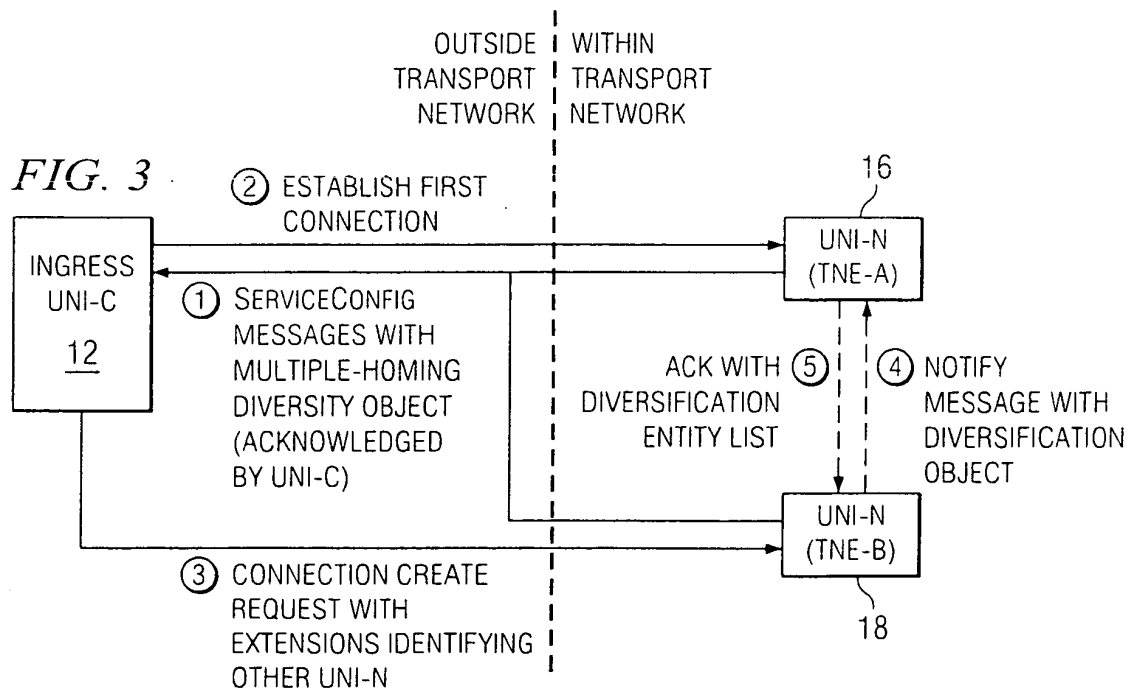 OUTSIDE
TRANSPORT
NETWORK
WITHIN
TRANSPORT
NETWORK
FIG. 3
2 ESTABLISH FIRST
CONNECTION
16
INGRESS
UNI-C
12
UNI-N
(TNE-A)
1 SERVICECONFIG
MESSAGES WITH
MULTIPLE-HOMING
DIVERSITY OBJECT
(ACKNOWLEDGED
BY UNI-C)
ACK WITH 5
DIVERSIFICATION
ENTITY LIST
4 NOTIFY
MESSAGE WITH
DIVERSIFICATION
OBJECT
UNI-N
(TNE-B)
18
3 CONNECTION CREATE
REQUEST WITH
EXTENSIONS IDENTIFYING
OTHER UNI-N